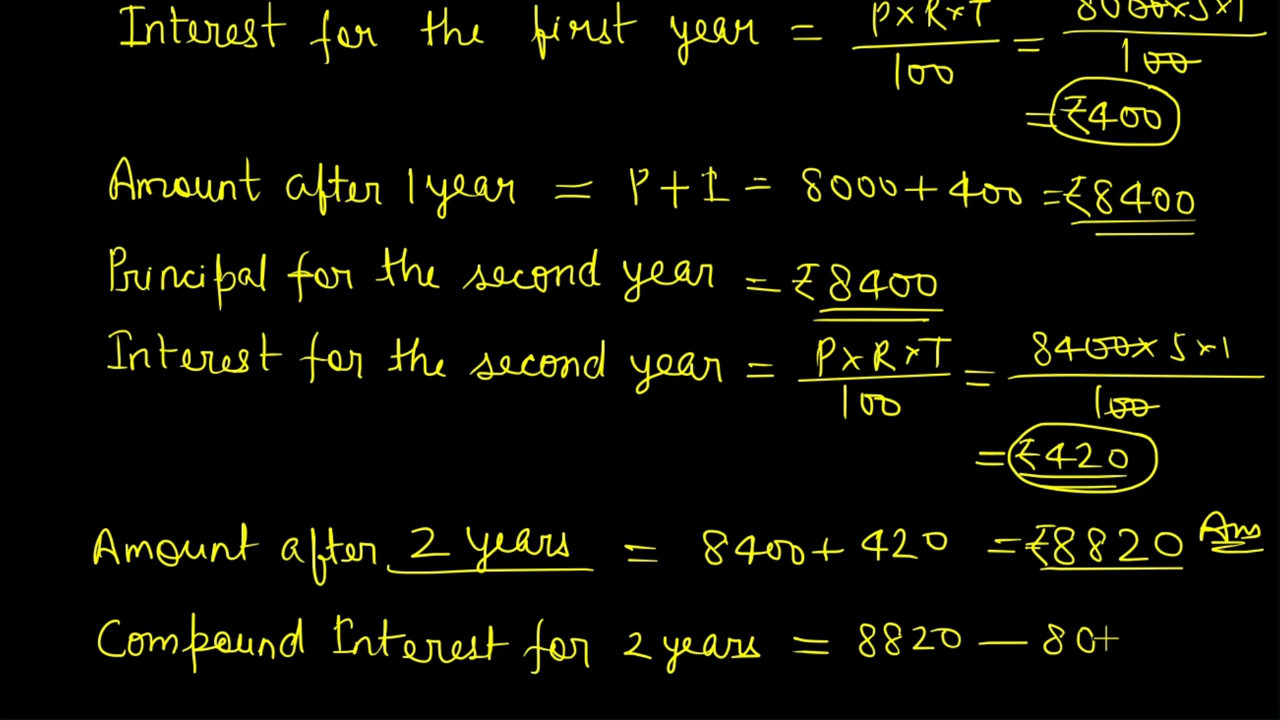 Interest for the first year = P×R×T/100 = 8000×5×1/100
= ₹400
Amount after 1 year = P+I = 8000+400 = ₹8400
Principal for the second year = ₹8400
Interest for the second year = P×R×T/100 = 8400×5×1/100
= ₹420
Amount after 2 years = 8400+420 = ₹8820 Ans
Compound Interest for 2 years = 8820 — 80